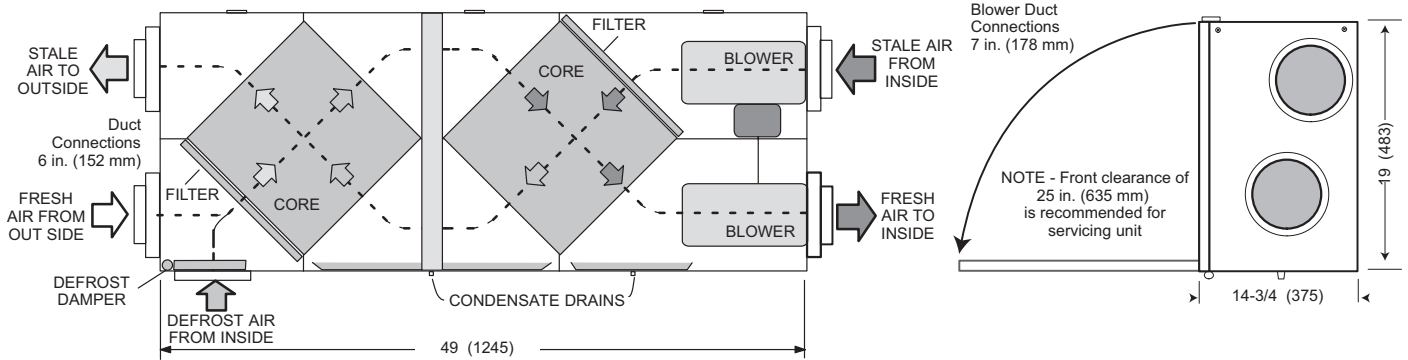 STALE
AIR TO
OUTSIDE
Duct
Connections
6 in. (152 mm)
FILTER
FRESH
AIR FROM
OUT SIDE
DEFROST
DAMPER
DEFROST AIR
FROM INSIDE
CORE
CORE
FILTER
BLOWER
BLOWER
STALE AIR
FROM
INSIDE
FRESH
AIR TO
INSIDE
CONDENSATE DRAINS
49 (1245)
Blower Duct
Connections
7 in. (178 mm)
NOTE - Front clearance of
25 in. (635 mm)
is recommended for
servicing unit
19 (483)
14-3/4 (375)